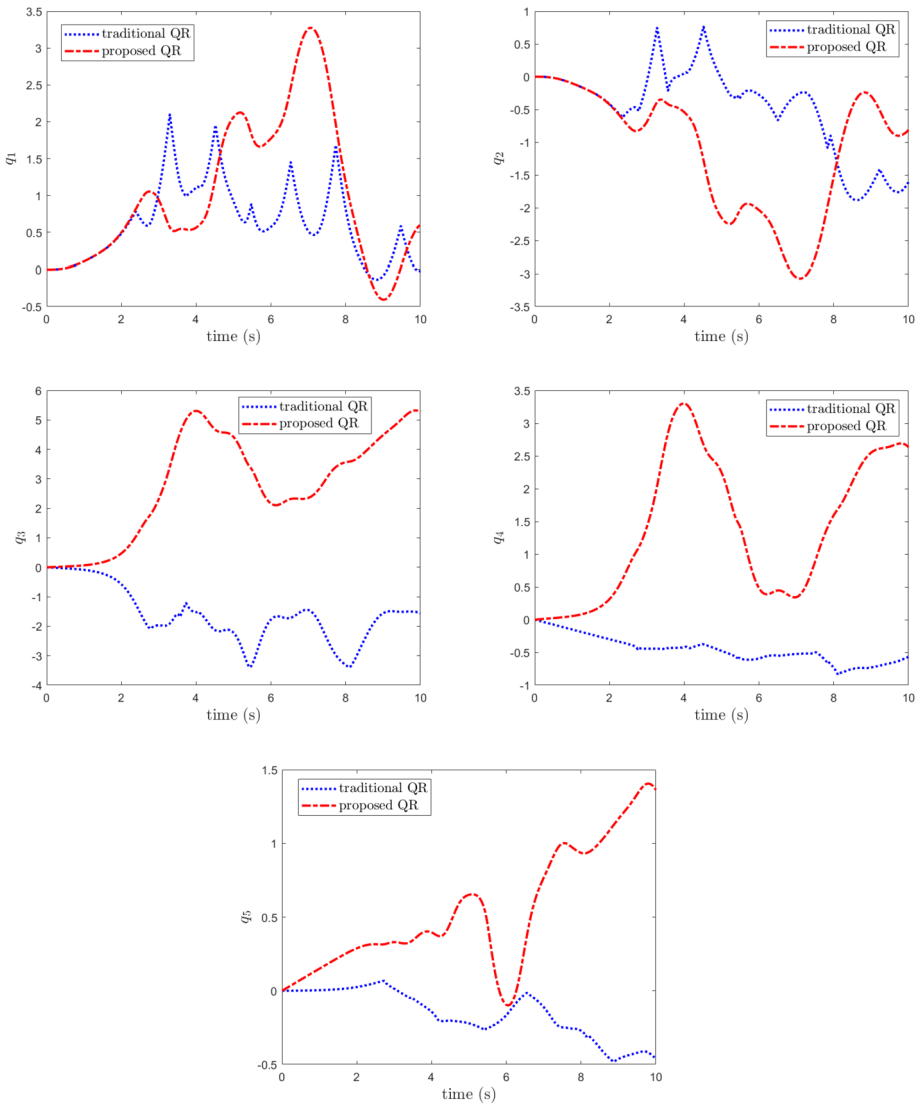 3.5
3
2.5
2
1.5
1
0.5
0
-0.5
q1
traditional QR
proposed QR
0 2 4 6 8 10
time (s)
1
0.5
0
-0.5
-1
-1.5
-2
-2.5
-3
-3.5
q2
traditional QR
proposed QR
0 2 4 6 8 10
time (s)
6
5
4
3
2
1
0
-1
-2
-3
-4
q3
traditional QR
proposed QR
0 2 4 6 8 10
time (s)
3.5
3
2.5
2
1.5
1
0.5
0
-0.5
-1
q4
traditional QR
proposed QR
0 2 4 6 8 10
time (s)
1.5
1
0.5
0
-0.5
q5
traditional QR
proposed QR
0 2 4 6 8 10
time (s)